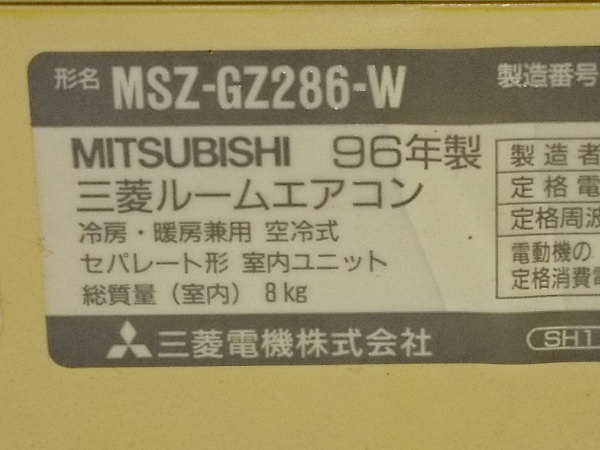 形名 MSZ-GZ286-W 製造番号
MITSUBISHI 96年製
三菱ルームエアコン
冷房・暖房兼用 空冷式
セパレート形 室内ユニット
総質量(室内) 8kg
製造者
定格電
定格周波
電動機の
定格消費電
三菱電機株式会社
SH1